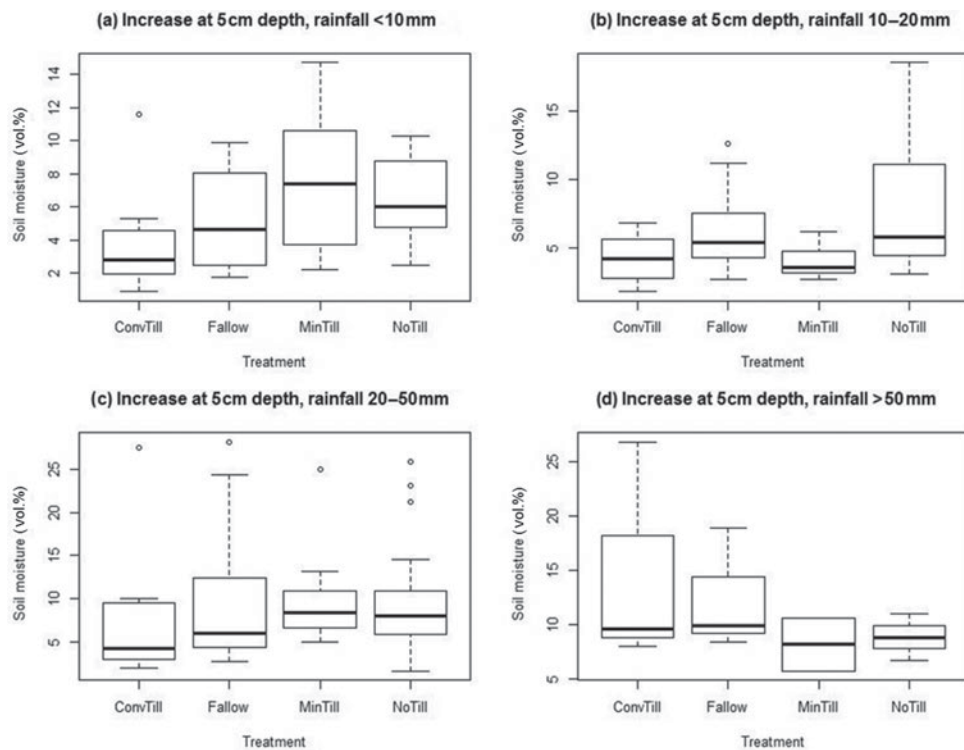 (a) Increase at 5cm depth, rainfall <10mm
Soil moisture (vol.%)
14
12
10
8
6
4
2
ConvTill Fallow MinTill NoTill
Treatment
(b) Increase at 5cm depth, rainfall 10–20mm
Soil moisture (vol.%)
15
10
5
ConvTill Fallow MinTill NoTill
Treatment
(c) Increase at 5cm depth, rainfall 20–50mm
Soil moisture (vol.%)
25
20
15
10
5
ConvTill Fallow MinTill NoTill
Treatment
(d) Increase at 5cm depth, rainfall >50mm
Soil moisture (vol.%)
25
20
15
10
5
ConvTill Fallow MinTill NoTill
Treatment